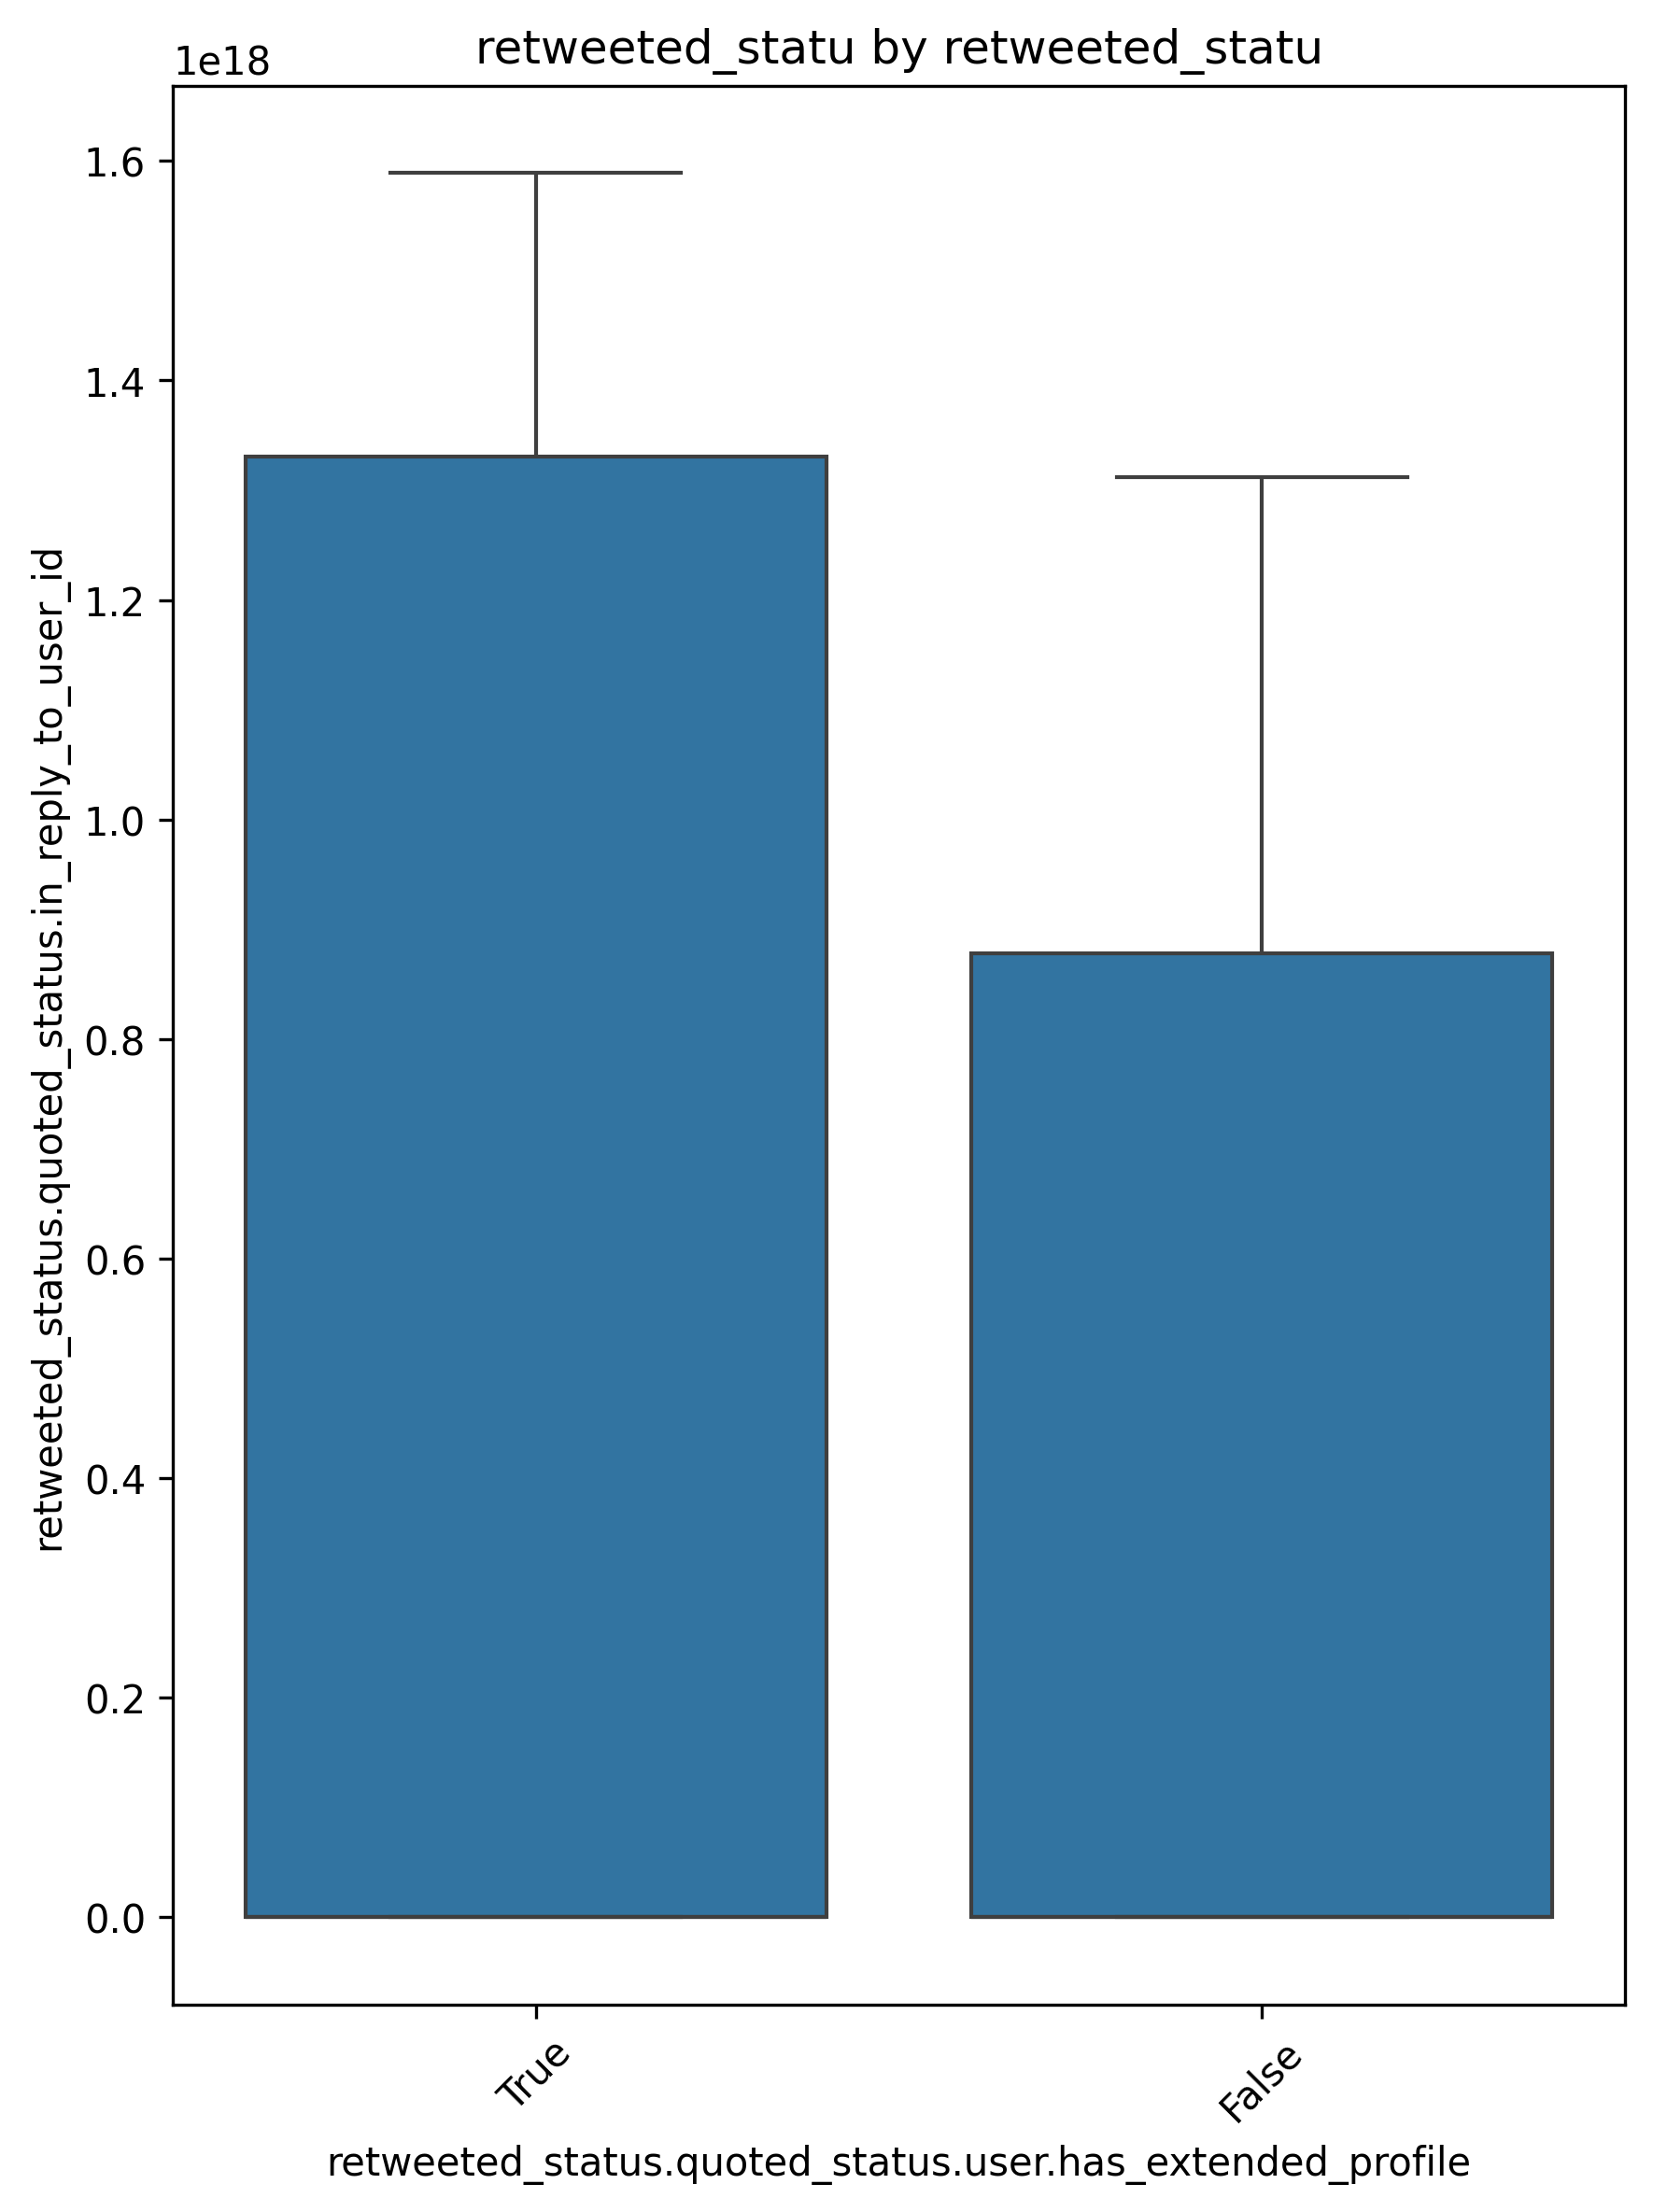 retweeted_statu by retweeted_statu
1e18
1.6
1.4
1.2
1.0
0.8
0.6
0.4
0.2
0.0
retweeted_status.quoted_status.in_reply_to_user_id
True
False
retweeted_status.quoted_status.user.has_extended_profile